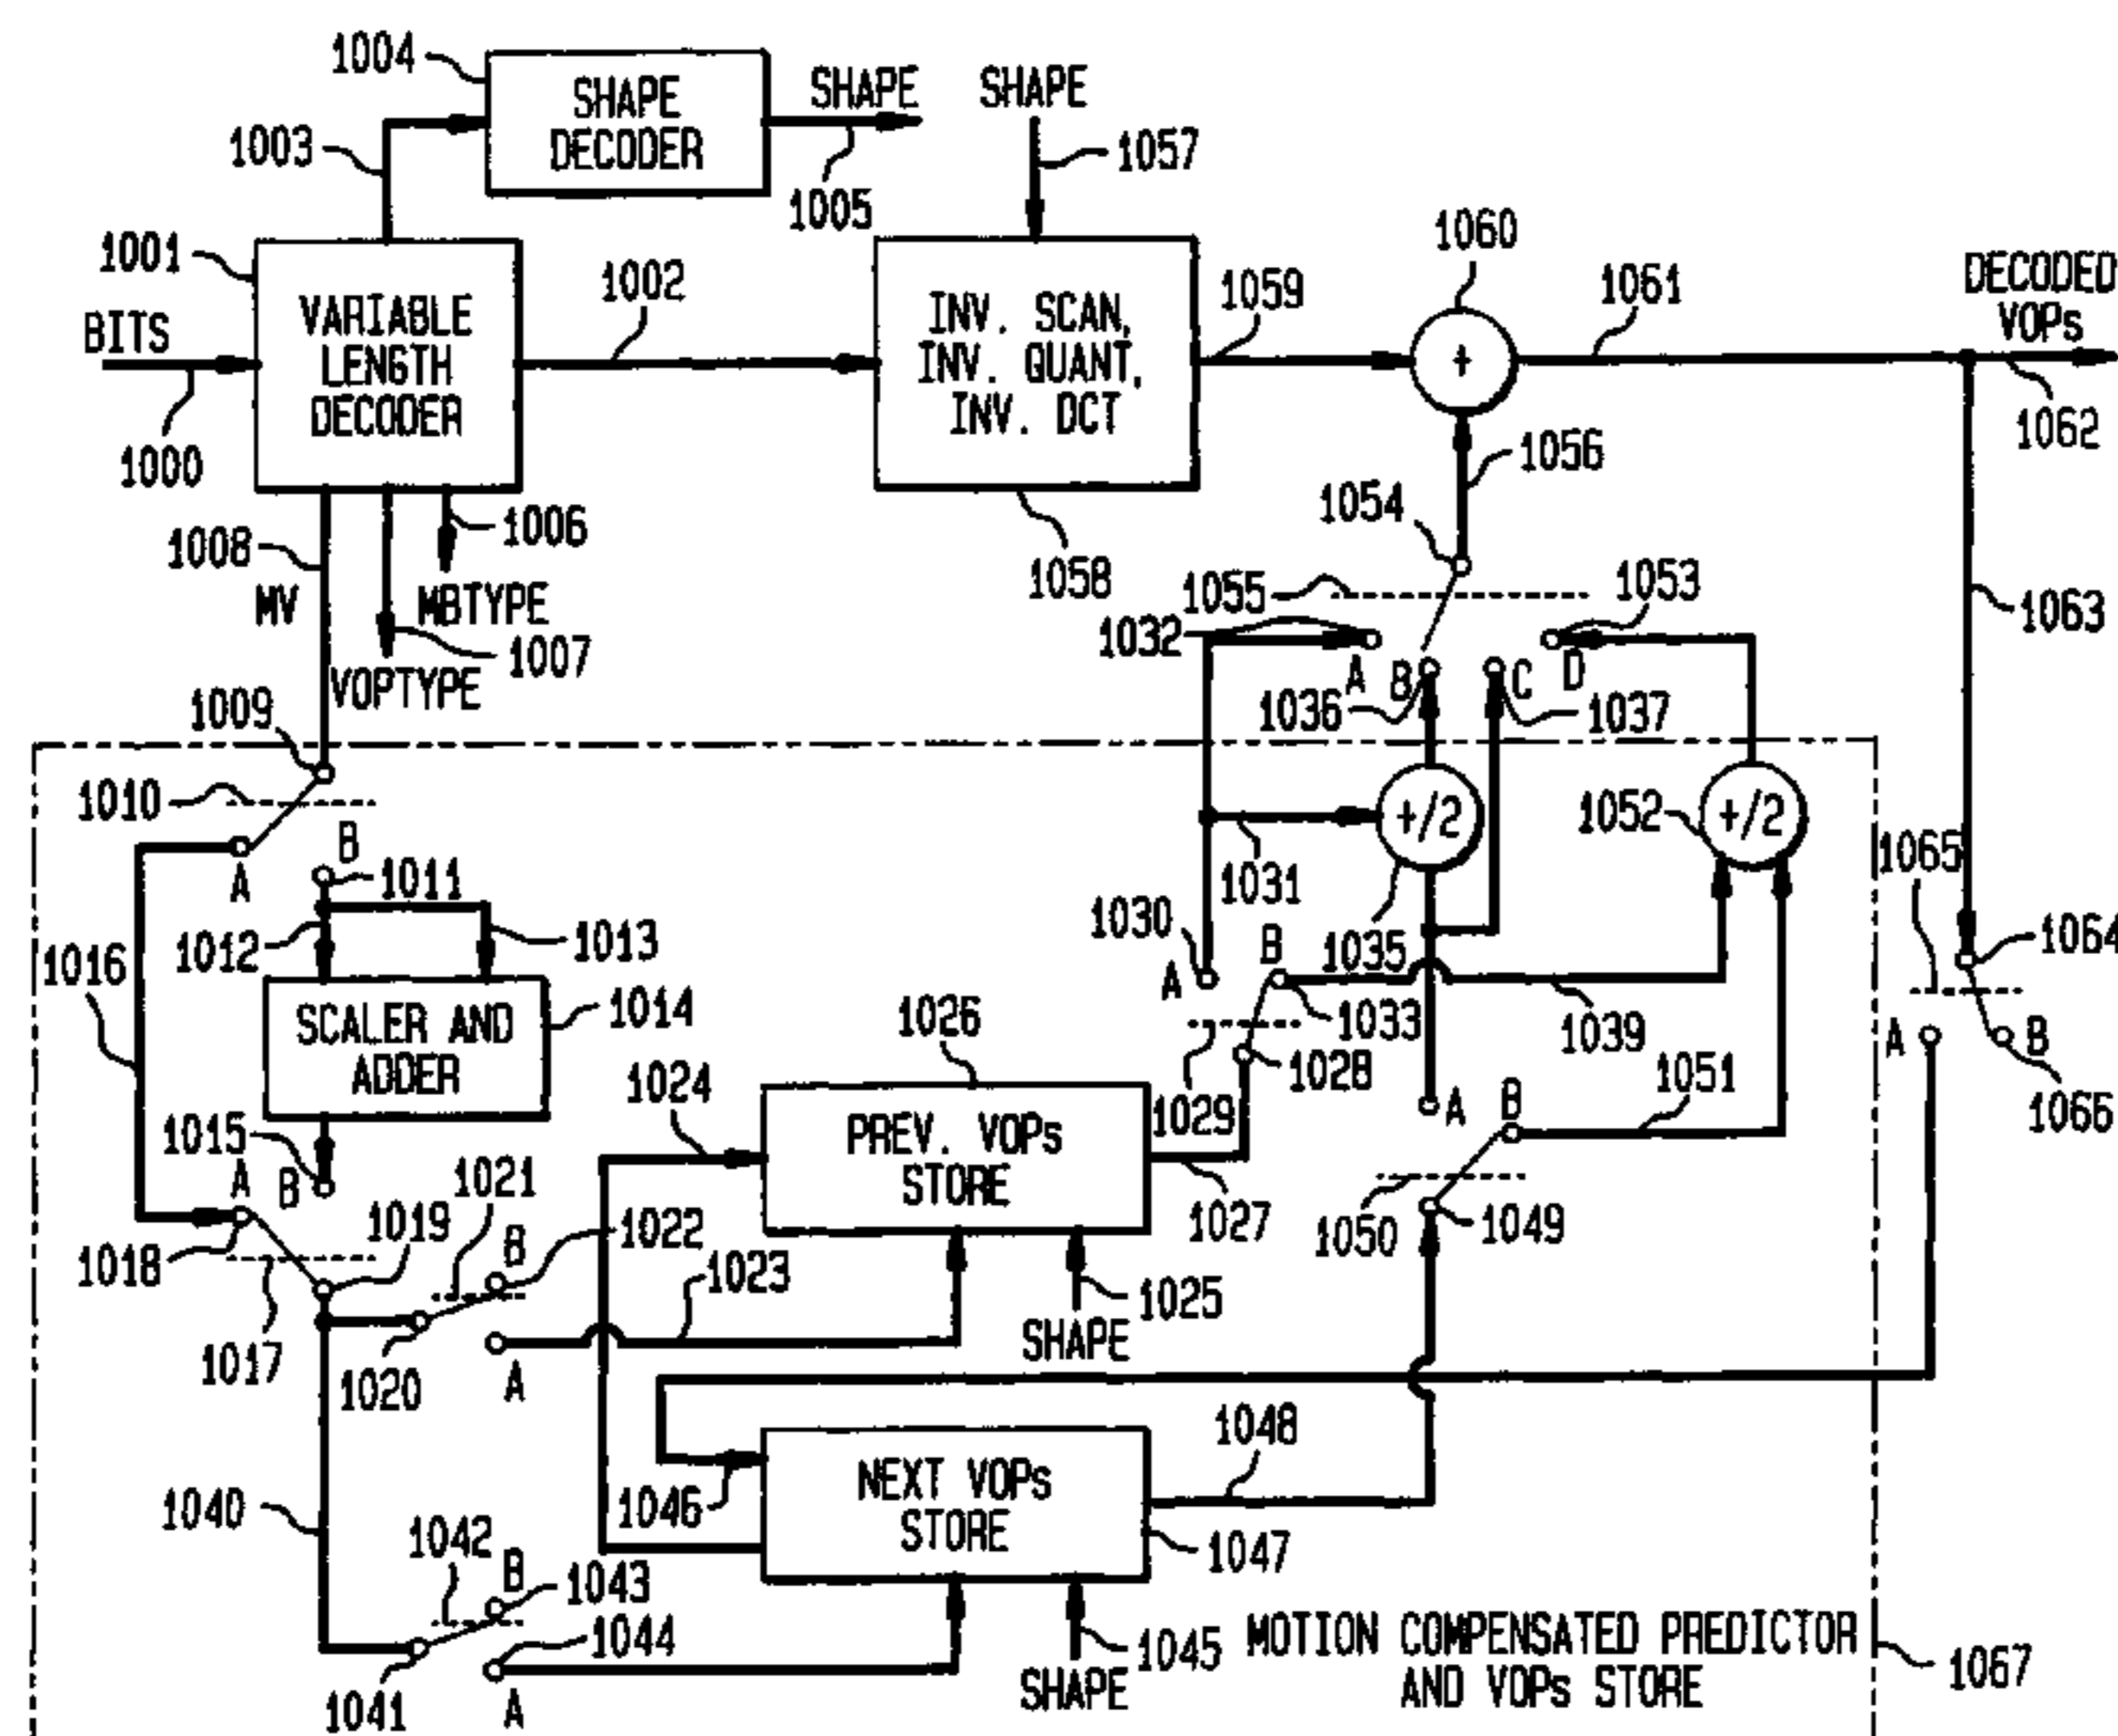 1004
SHAPE
DECODER
SHAPE
1005
1003
SHAPE
1057
1001
VARIABLE
LENGTH
DECODER
BITS
1000
1002
INV. SCAN,
INV. QUANT,
INV. DCT
1058
1059
1060
+
1061
DECODED
VOPs
1062
1056
1054
1063
1008
MV
1006
MBTYPE
1007
VOPTYPE
1055
1053
1032
A
B
C
D
1036
1037
1009
1010
A
B
1011
1012
1013
1016
SCALER AND
ADDER
1014
1015
A
B
1018
1019
1017
1021
B
1022
1020
A
1023
1024
1026
PREV. VOPs
STORE
1025
SHAPE
1027
+/2
1031
1035
1052
+/2
1030
A
B
1033
1039
1028
1029
A
B
1051
1050
1049
1065
1064
A
B
1066
1040
1042
B
1043
1041
A
1044
1046
NEXT VOPs
STORE
1048
1047
1045
SHAPE
MOTION COMPENSATED PREDICTOR
AND VOPs STORE
1067